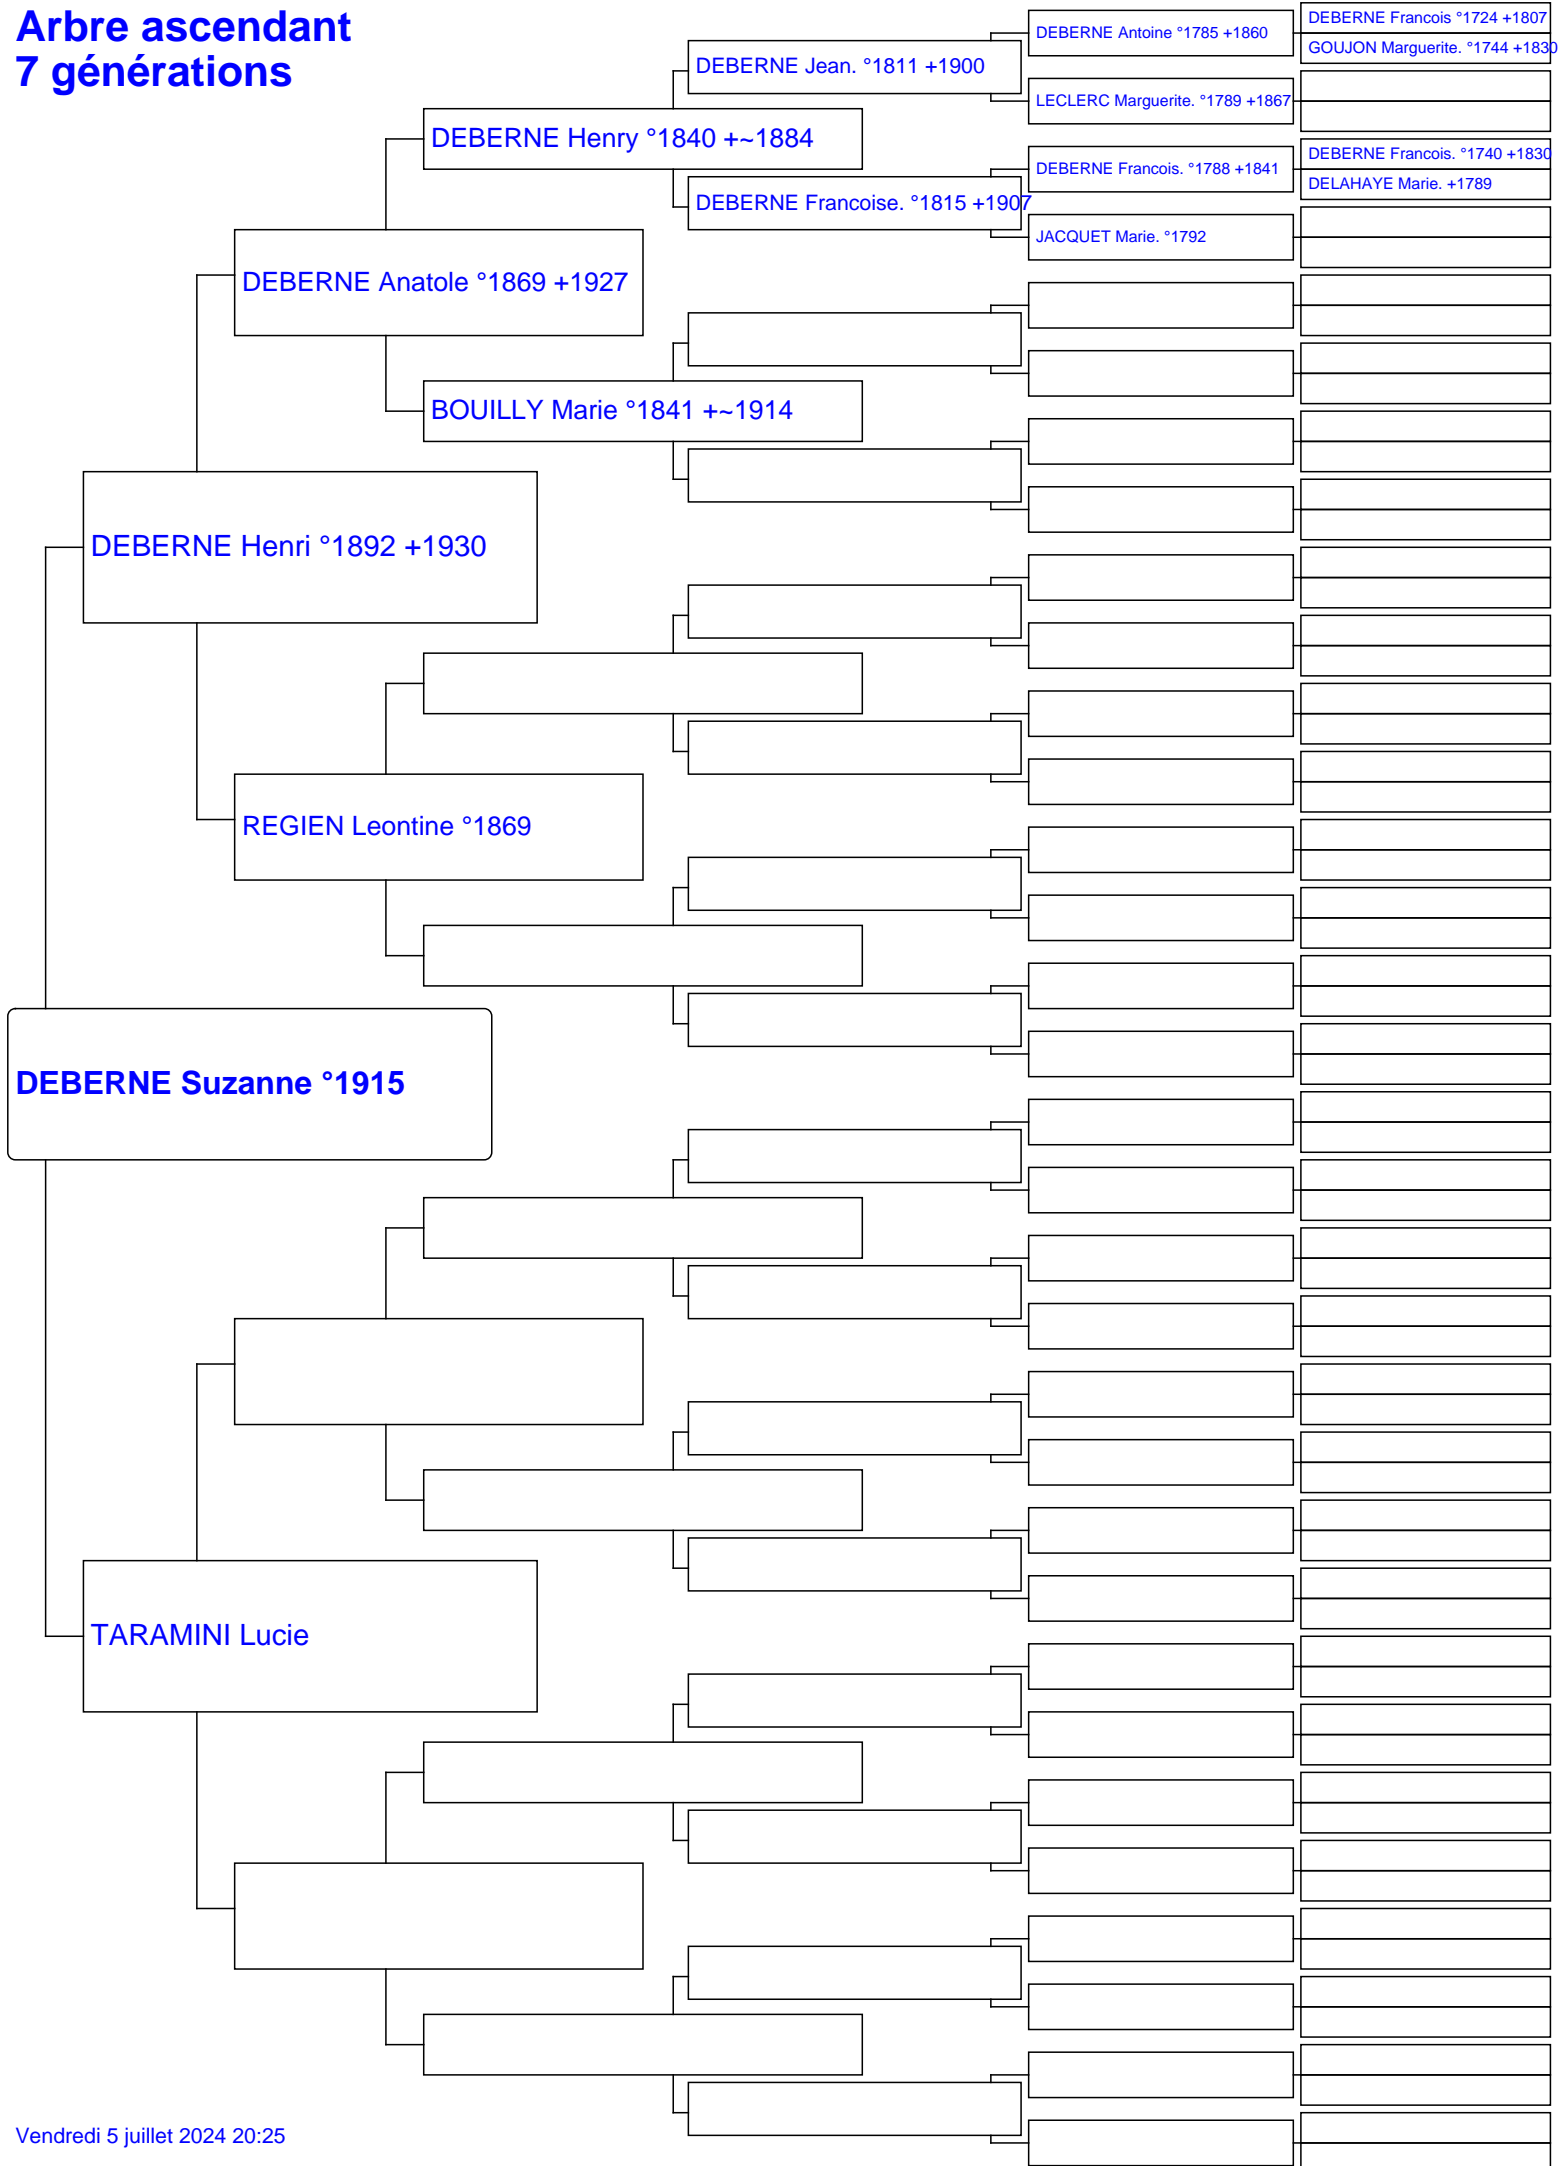 Arbre ascendant
7 générations
DEBERNE Francois °1724 +1807
DEBERNE Antoine °1785 +1860
GOUJON Marguerite. °1744 +1830
DEBERNE Jean. °1811 +1900
LECLERC Marguerite. °1789 +1867
DEBERNE Henry °1840 +~1884
DEBERNE Francois. °1740 +1830
DEBERNE Francois. °1788 +1841
DELAHAYE Marie. +1789
DEBERNE Francoise. °1815 +1907
JACQUET Marie. °1792
DEBERNE Anatole °1869 +1927
BOUILLY Marie °1841 +~1914
DEBERNE Henri °1892 +1930
REGIEN Leontine °1869
DEBERNE Suzanne °1915
TARAMINI Lucie
Vendredi 5 juillet 2024 20:25